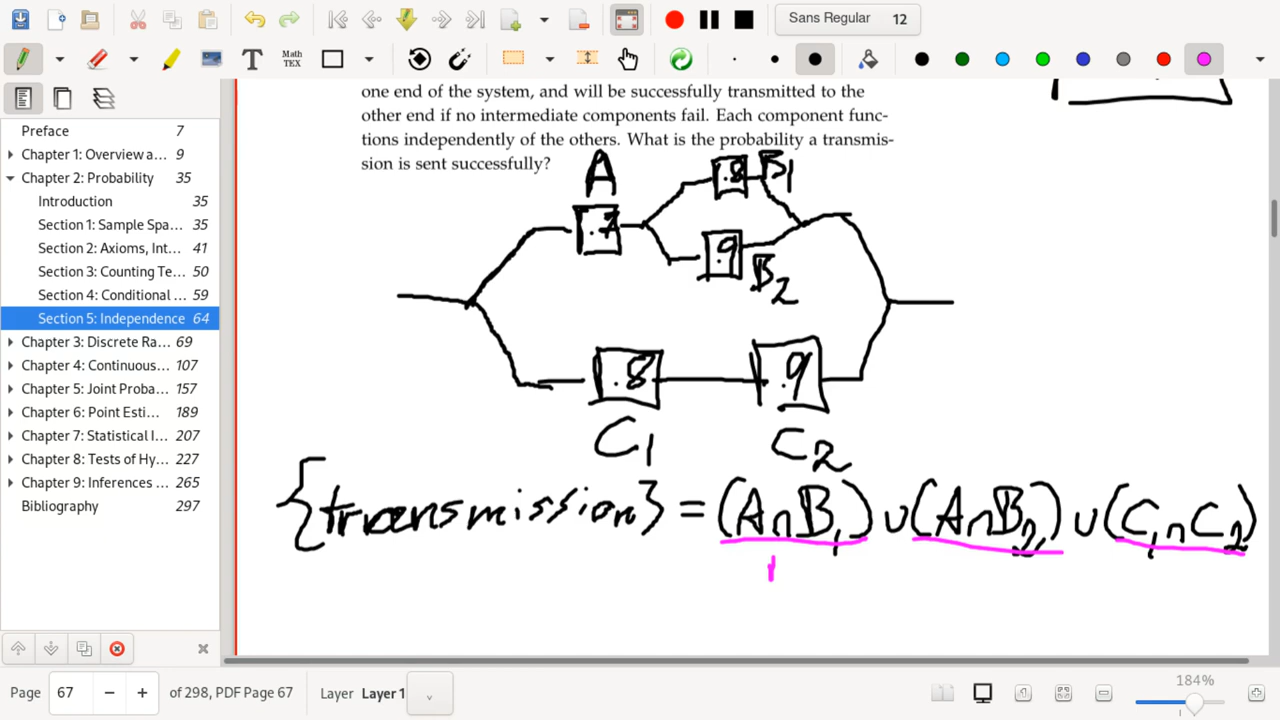 Sans Regular 12
T Math TEX
Preface 7
Chapter 1: Overview a... 9
Chapter 2: Probability 35
Introduction 35
Section 1: Sample Spa... 35
Section 2: Axioms, Int... 41
Section 3: Counting Te... 50
Section 4: Conditional ... 59
Section 5: Independence 64
Chapter 3: Discrete Ra... 69
Chapter 4: Continuous... 107
Chapter 5: Joint Proba... 157
Chapter 6: Point Esti... 189
Chapter 7: Statistical I... 207
Chapter 8: Tests of Hy... 227
Chapter 9: Inferences ... 265
Bibliography 297
one end of the system, and will be successfully transmitted to the
other end if no intermediate components fail. Each component func-
tions independently of the others. What is the probability a transmis-
sion is sent successfully?
A
.8 B1
.7
.9
B2
.8 .9
C1 C2
{transmission} = (A∩B1) ∪ (A∩B2) ∪ (C1∩C2)
Page 67 of 298, PDF Page 67 Layer Layer 1
184%